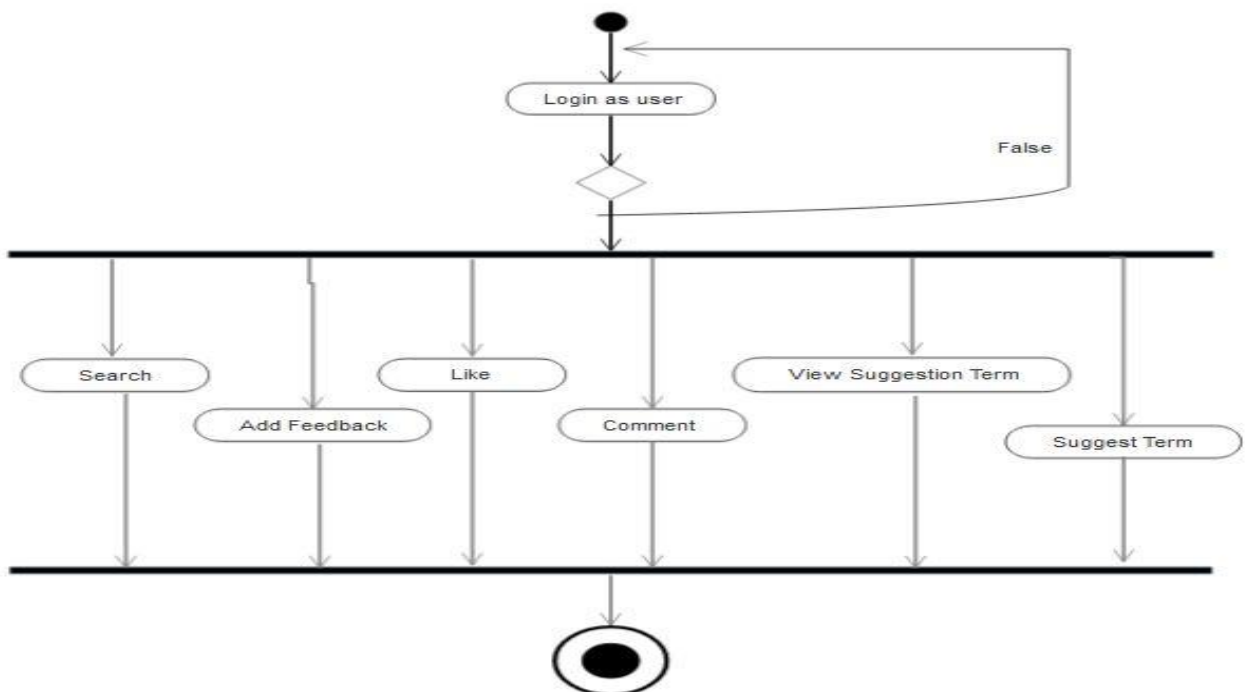 Login as user
False
Search
Like
View Suggestion Term
Add Feedback
Comment
Suggest Term